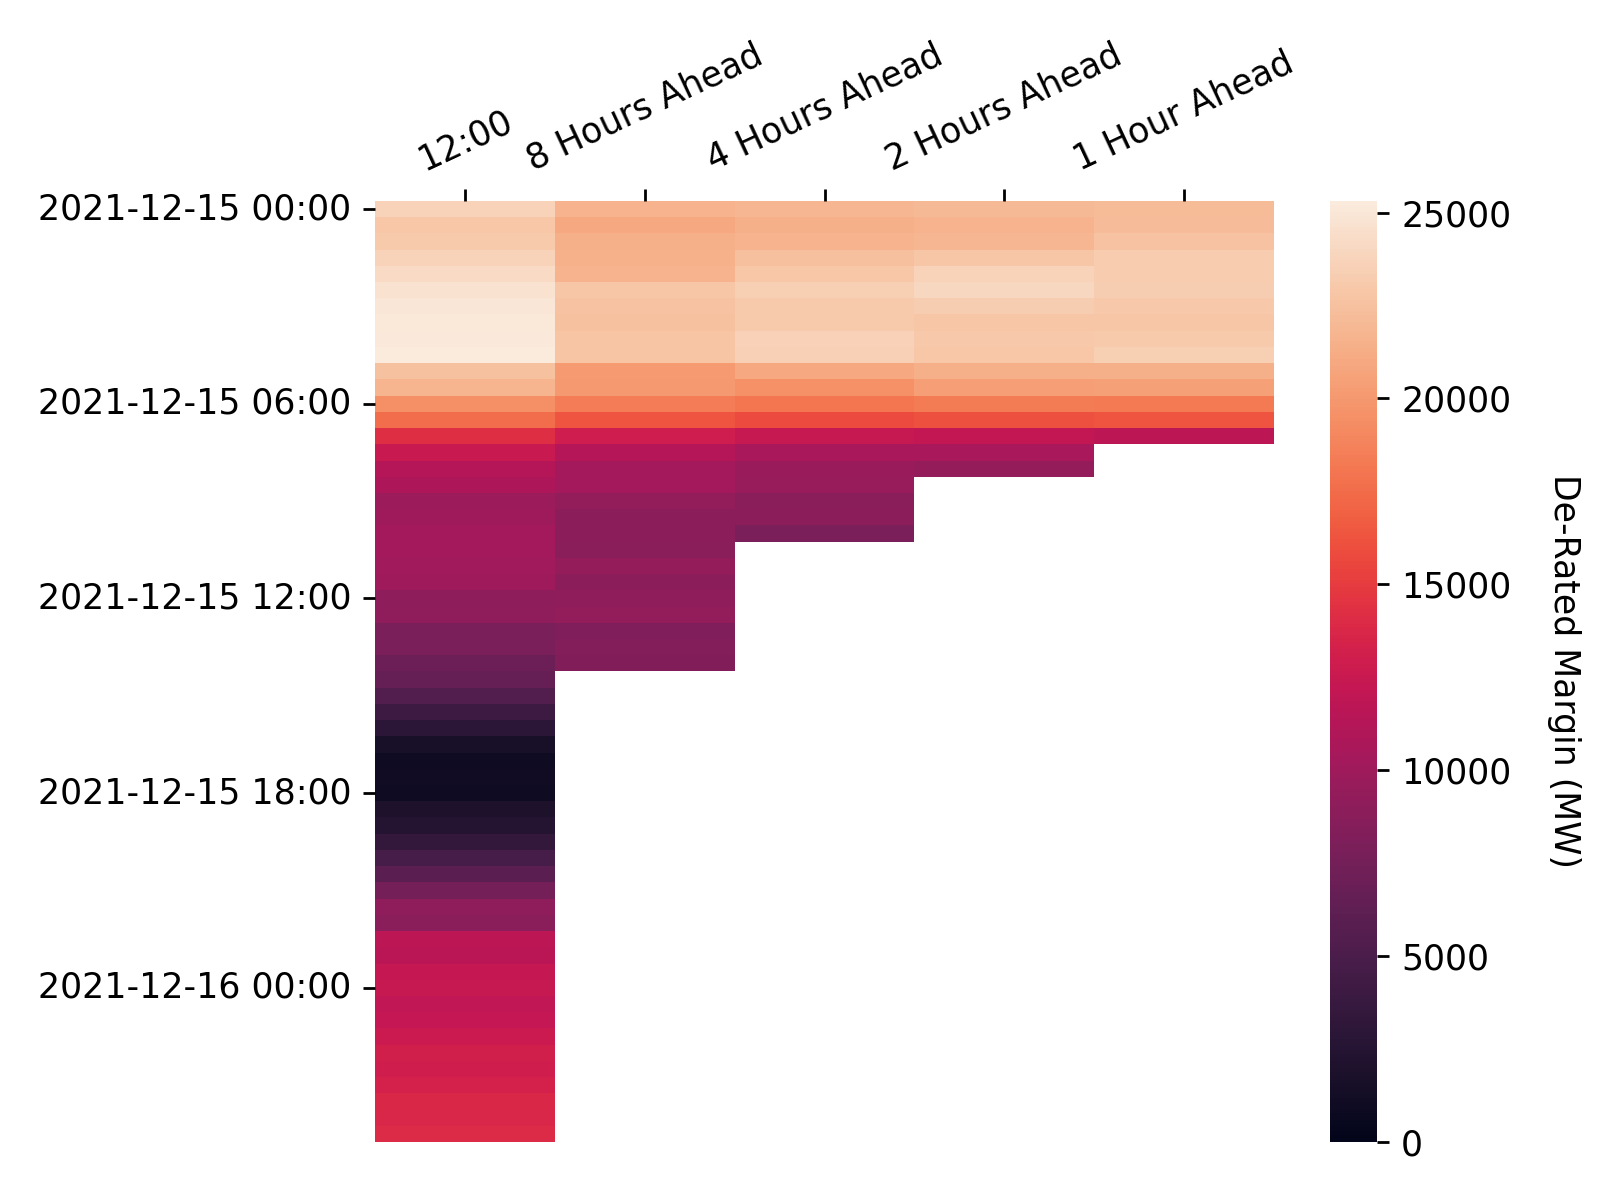 12:00
8 Hours Ahead
4 Hours Ahead
2 Hours Ahead
1 Hour Ahead
2021-12-15 00:00
2021-12-15 06:00
2021-12-15 12:00
2021-12-15 18:00
2021-12-16 00:00
25000
20000
15000
10000
5000
0
De-Rated Margin (MW)